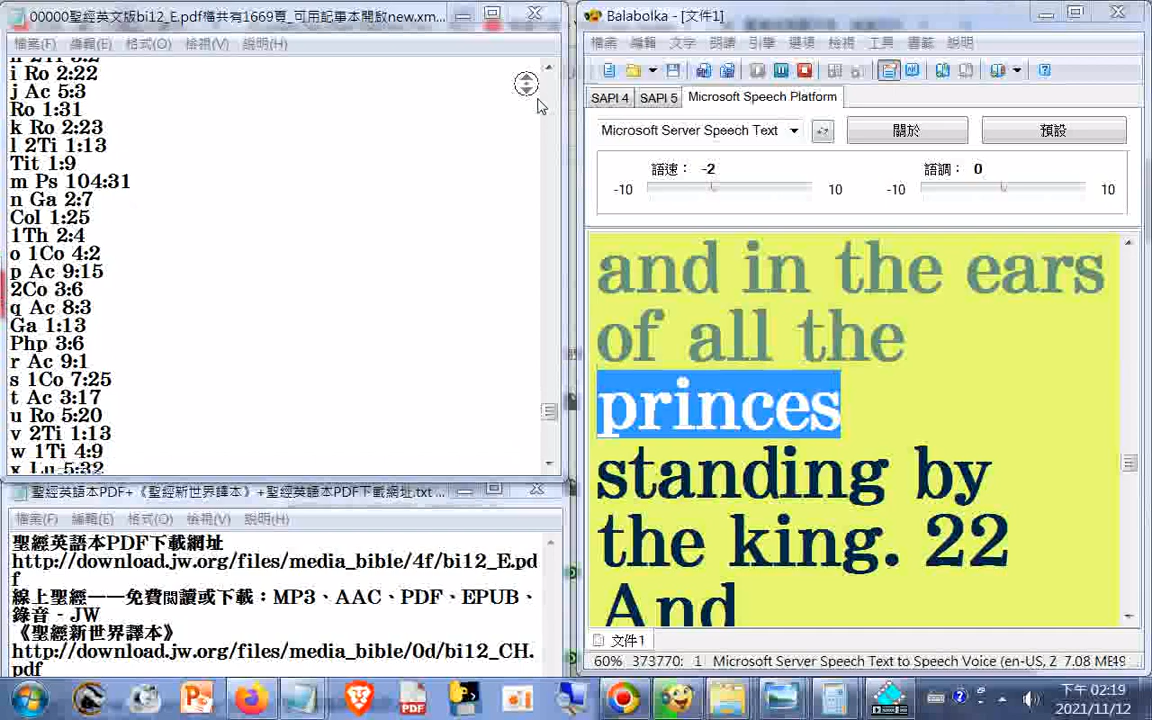 00000聖經英文版bi12_E.pdf檔共有1669頁_可用記事本開啟new.xm...
檔案(F) 編輯(E) 格式(O) 檢視(V) 說明(H)
i Ro 2:22
j Ac 5:3
Ro 1:31
k Ro 2:23
l 2Ti 1:13
Tit 1:9
m Ps 104:31
n Ga 2:7
Col 1:25
1Th 2:4
o 1Co 4:2
p Ac 9:15
2Co 3:6
q Ac 8:3
Ga 1:13
Php 3:6
r Ac 9:1
s 1Co 7:25
t Ac 3:17
u Ro 5:20
v 2Ti 1:13
w 1Ti 4:9
x Lu 5:32
聖經英語本PDF+《聖經新世界譯本》+聖經英語本PDF下載網址.txt ...
檔案(F) 編輯(E) 格式(O) 檢視(V) 說明(H)
聖經英語本PDF下載網址
http://download.jw.org/files/media_bible/4f/bi12_E.pd
f
線上聖經——免費閱讀或下載：MP3、AAC、PDF、EPUB、
錄音 - JW
《聖經新世界譯本》
http://download.jw.org/files/media_bible/0d/bi12_CH.
pdf
Balabolka - [文件1]
檔案 編輯 文字 朗讀 引擎 選項 檢視 工具 書籤 說明
SAPI 4 SAPI 5 Microsoft Speech Platform
Microsoft Server Speech Text 關於 預設
語速： -2 語調： 0
-10 10 -10 10
and in the ears
of all the
princes
standing by
the king. 22
And
文件1
60% 373770: 1 Microsoft Server Speech Text to Speech Voice (en-US, 2 7.08 MB
下午 02:19
2021/11/12